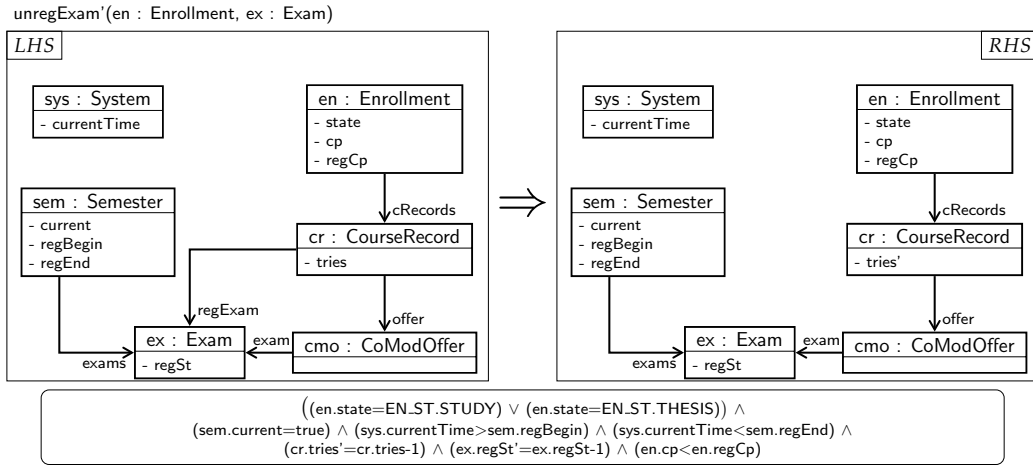 unregExam'(en : Enrollment, ex : Exam)
LHS
sys : System
- currentTime
en : Enrollment
- state
- cp
- regCp
cRecords
sem : Semester
- current
- regBegin
- regEnd
cr : CourseRecord
- tries
regExam
offer
exams
ex : Exam
- regSt
exam
cmo : CoModOffer
⇒
RHS
sys : System
- currentTime
en : Enrollment
- state
- cp
- regCp
cRecords
sem : Semester
- current
- regBegin
- regEnd
cr : CourseRecord
- tries'
offer
exams
ex : Exam
- regSt
exam
cmo : CoModOffer
((en.state=EN_ST.STUDY) ∨ (en.state=EN_ST.THESIS)) ∧
(sem.current=true) ∧ (sys.currentTime>sem.regBegin) ∧ (sys.currentTime<sem.regEnd) ∧
(cr.tries'=cr.tries-1) ∧ (ex.regSt'=ex.regSt-1) ∧ (en.cp<en.regCp)